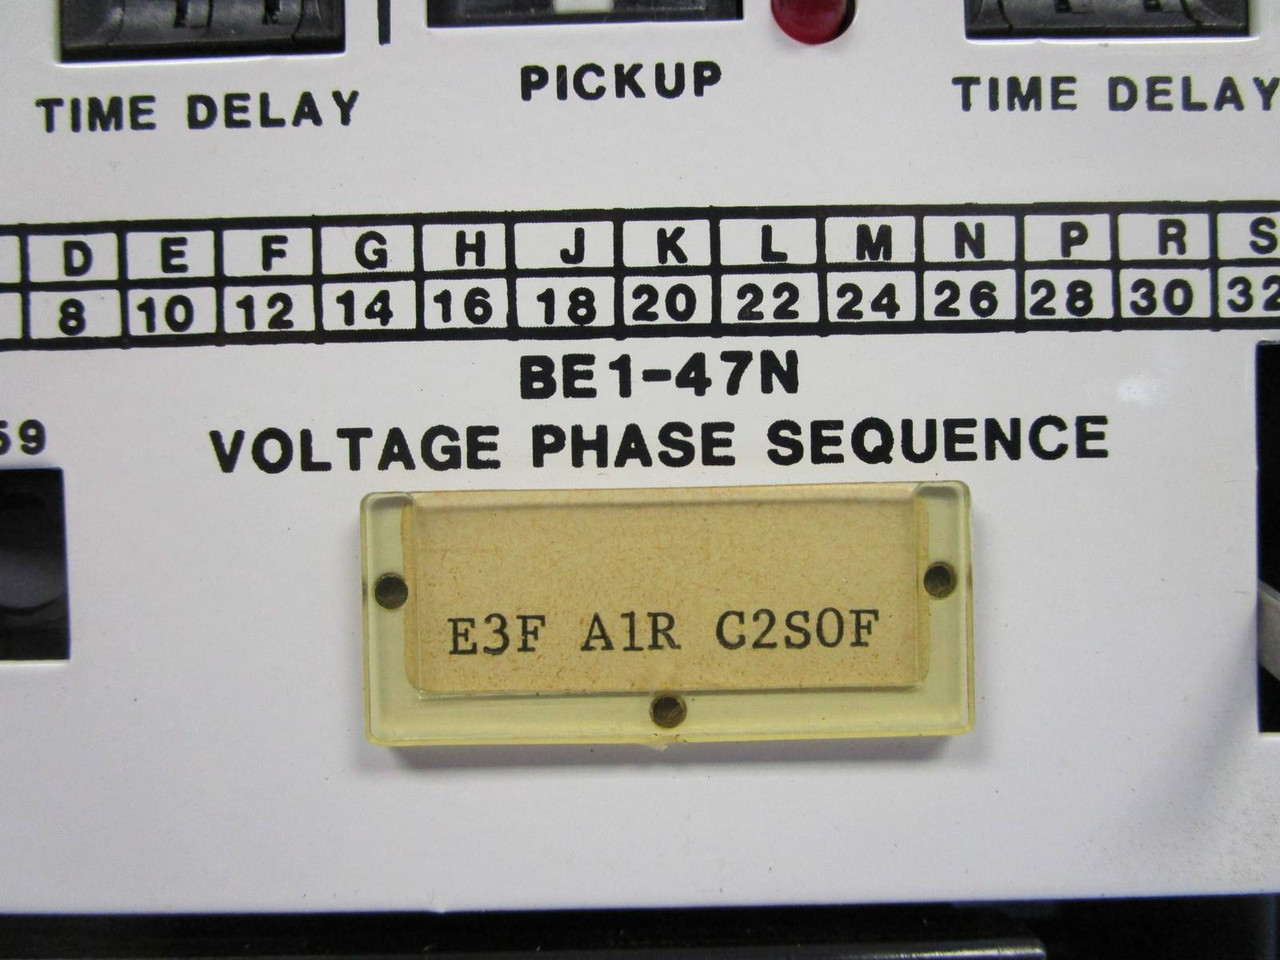 TIME DELAY PICKUP TIME DELAY
D E F G H J K L M N P R S
8 10 12 14 16 18 20 22 24 26 28 30 32
BE1-47N
59
VOLTAGE PHASE SEQUENCE
E3F A1R C2S0F